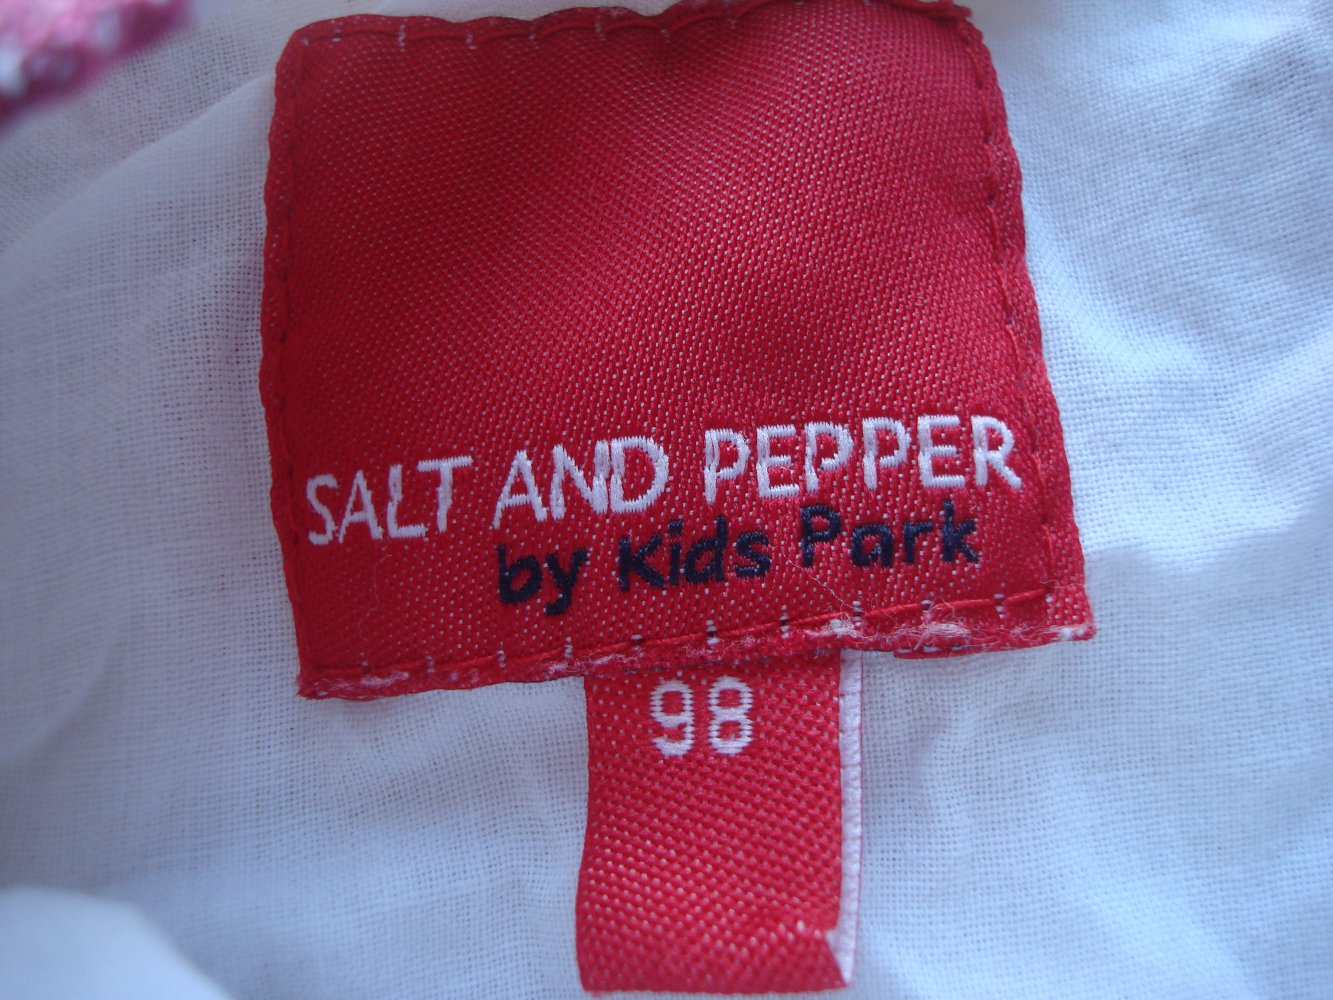 SALT AND PEPPER
by Kids Park
98